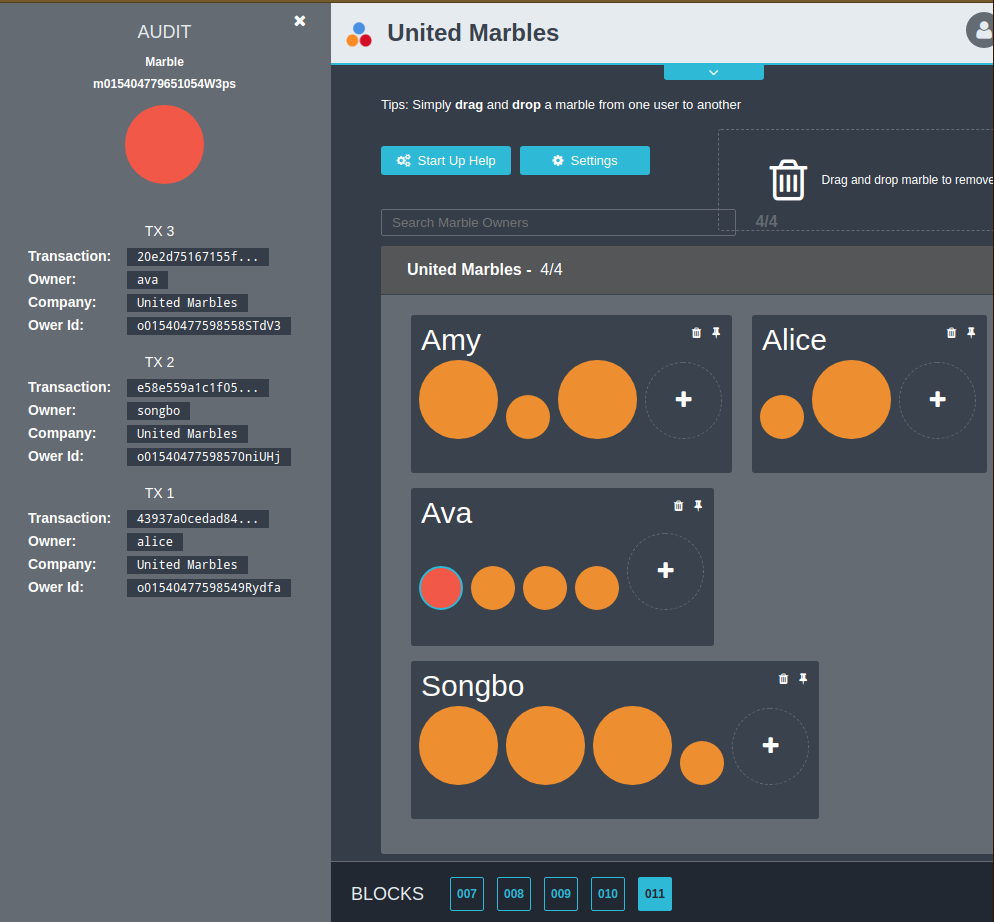 AUDIT
Marble
m015404779651054W3ps
TX 3
Transaction: 20e2d75167155f...
Owner: ava
Company: United Marbles
Ower Id: o01540477598558STdV3
TX 2
Transaction: e58e559a1c1f05...
Owner: songbo
Company: United Marbles
Ower Id: o01540477598570niUHj
TX 1
Transaction: 43937a0cedad84...
Owner: alice
Company: United Marbles
Ower Id: o01540477598549Rydfa
United Marbles
Tips: Simply drag and drop a marble from one user to another
Start Up Help
Settings
Drag and drop marble to remove
Search Marble Owners
4/4
United Marbles - 4/4
Amy
Alice
Ava
Songbo
BLOCKS 007 008 009 010 011